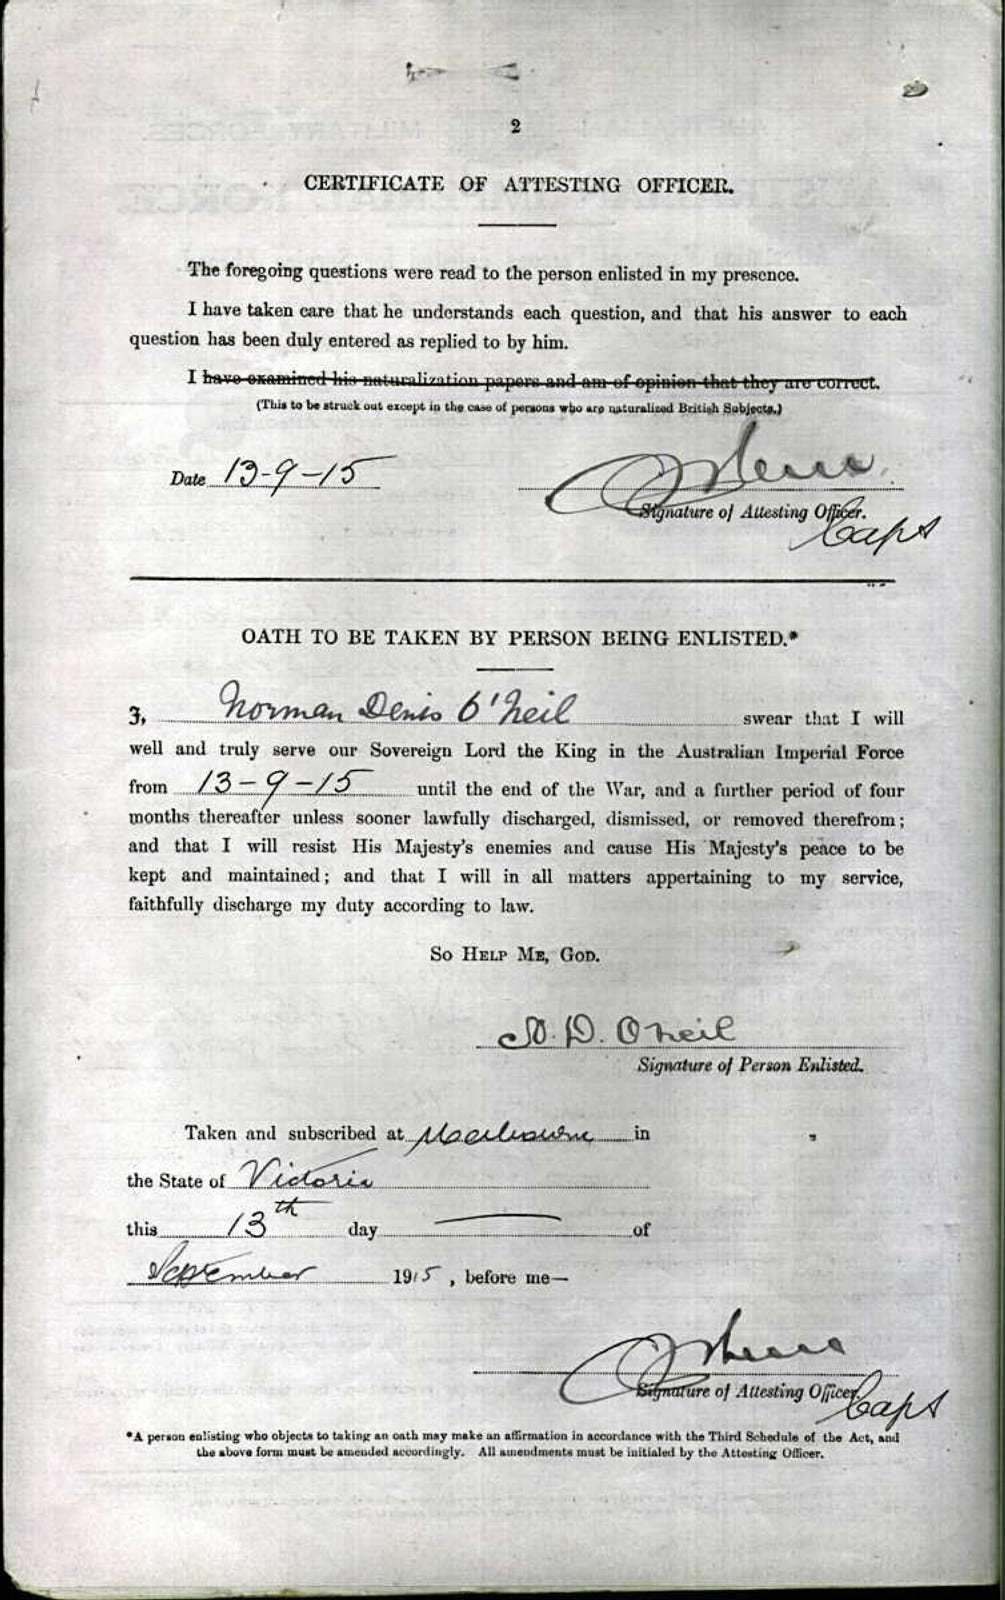 2
CERTIFICATE OF ATTESTING OFFICER.
The foregoing questions were read to the person enlisted in my presence.
I have taken care that he understands each question, and that his answer to each
question has been duly entered as replied to by him.
I have examined his naturalization papers and am of opinion that they are correct.
(This to be struck out except in the case of persons who are naturalized British Subjects.)
Date 13-9-15
Signature of Attesting Officer.
Capt
OATH TO BE TAKEN BY PERSON BEING ENLISTED.*
I, Norman Denis O'Neil swear that I will
well and truly serve our Sovereign Lord the King in the Australian Imperial Force
from 13-9-15 until the end of the War, and a further period of four
months thereafter unless sooner lawfully discharged, dismissed, or removed therefrom;
and that I will resist His Majesty's enemies and cause His Majesty's peace to be
kept and maintained; and that I will in all matters appertaining to my service,
faithfully discharge my duty according to law.
So Help Me, God.
N. D. O'Neil
Signature of Person Enlisted.
Taken and subscribed at Melbourne in
the State of Victoria
this 13th day — of
September 1915, before me—
Signature of Attesting Officer.
Capt
*A person enlisting who objects to taking an oath may make an affirmation in accordance with the Third Schedule of the Act, and
the above form must be amended accordingly. All amendments must be initialed by the Attesting Officer.